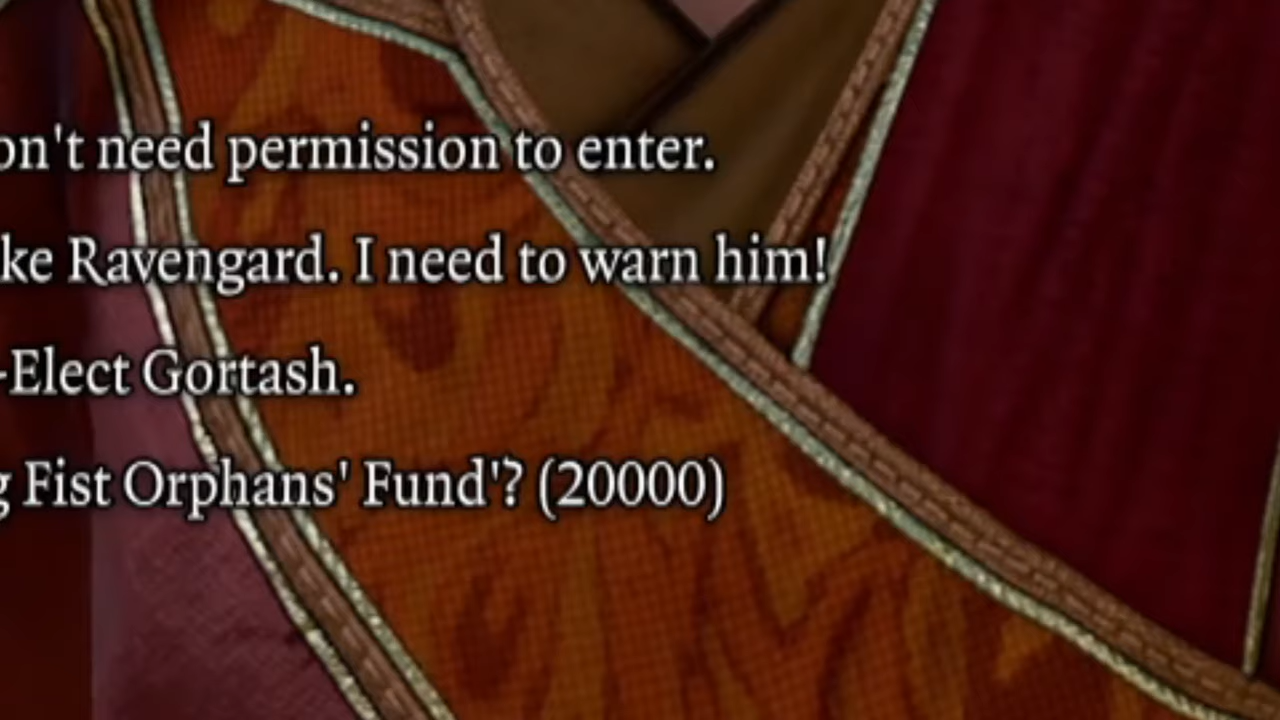 on't need permission to enter.
ke Ravengard. I need to warn him!
-Elect Gortash.
g Fist Orphans' Fund'? (20000)